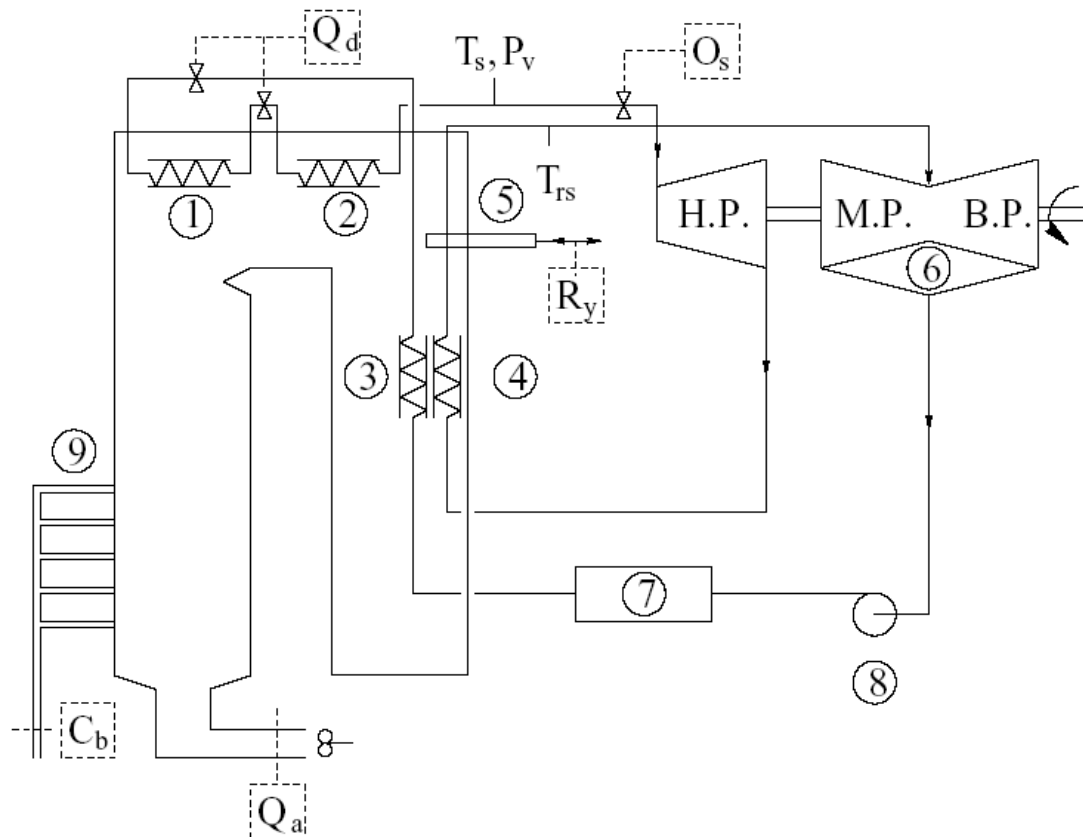 Q_d
T_s, P_v
O_s
1
2
T_rs
5
H.P.
M.P.
B.P.
6
R_y
3
4
9
7
8
C_b
Q_a